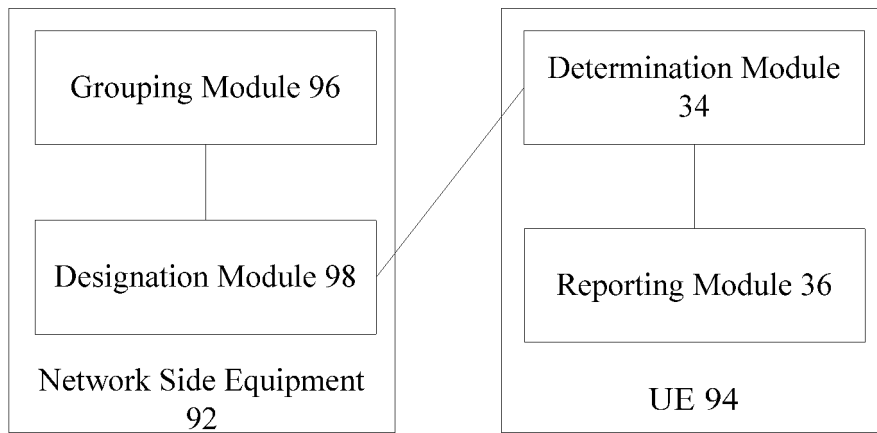 Grouping Module 96
Designation Module 98
Network Side Equipment
92
Determination Module
34
Reporting Module 36
UE 94